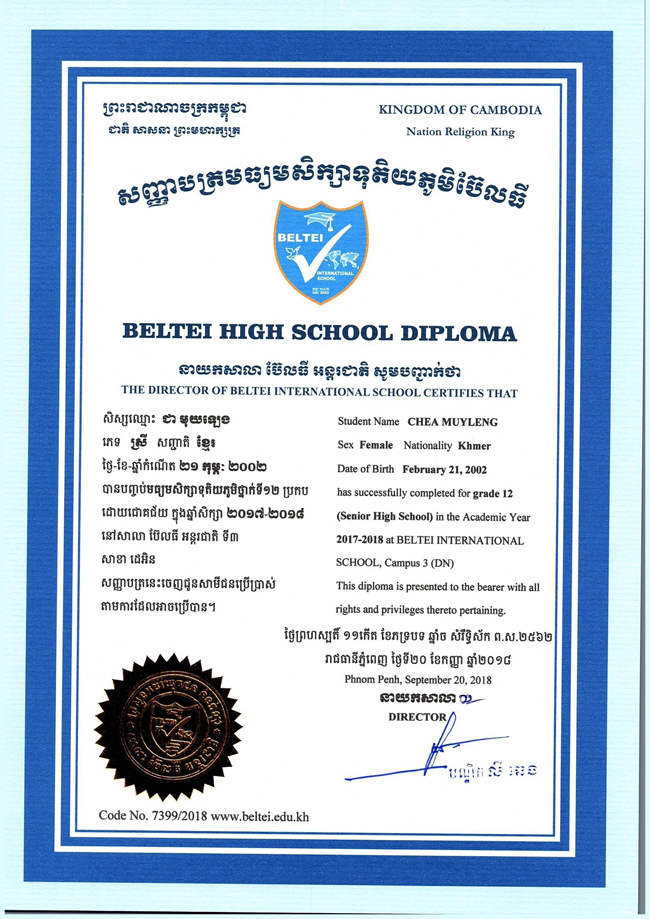 ព្រះរាជាណាចក្រកម្ពុជា
ជាតិ សាសនា ព្រះមហាក្សត្រ
KINGDOM OF CAMBODIA
Nation Religion King
សញ្ញាបត្រមធ្យមសិក្សាទុតិយភូមិប៊ែលធី
BELTEI
INTERNATIONAL
SCHOOL
BELTEI HIGH SCHOOL DIPLOMA
នាយកសាលា ប៊ែលធី អន្តរជាតិ សូមបញ្ជាក់ថា
THE DIRECTOR OF BELTEI INTERNATIONAL SCHOOL CERTIFIES THAT
សិស្សឈ្មោះ ជា មុយឡេង
ភេទ ស្រី សញ្ជាតិ ខ្មែរ
ថ្ងៃ-ខែ-ឆ្នាំកំណើត ២១ កុម្ភៈ ២០០២
បានបញ្ចប់មធ្យមសិក្សាទុតិយភូមិថ្នាក់ទី១២ ប្រកប
ដោយជោគជ័យ ក្នុងឆ្នាំសិក្សា ២០១៧-២០១៨
នៅសាលា ប៊ែលធី អន្តរជាតិ ទី៣
សាខា ដេអិន
សញ្ញាបត្រនេះចេញជូនសាមីជនប្រើប្រាស់
តាមការដែលអាចប្រើបាន។
Student Name CHEA MUYLENG
Sex Female Nationality Khmer
Date of Birth February 21, 2002
has successfully completed for grade 12
(Senior High School) in the Academic Year
2017-2018 at BELTEI INTERNATIONAL
SCHOOL, Campus 3 (DN)
This diploma is presented to the bearer with all
rights and privileges thereto pertaining.
ថ្ងៃព្រហស្បតិ៍ ១១កើត ខែភទ្របទ ឆ្នាំច សំរឹទ្ធិស័ក ព.ស.២៥៦២
រាជធានីភ្នំពេញ ថ្ងៃទី២០ ខែកញ្ញា ឆ្នាំ២០១៨
Phnom Penh, September 20, 2018
នាយកសាលា
DIRECTOR
បណ្ឌិត លី ឆេង
Code No. 7399/2018 www.beltei.edu.kh